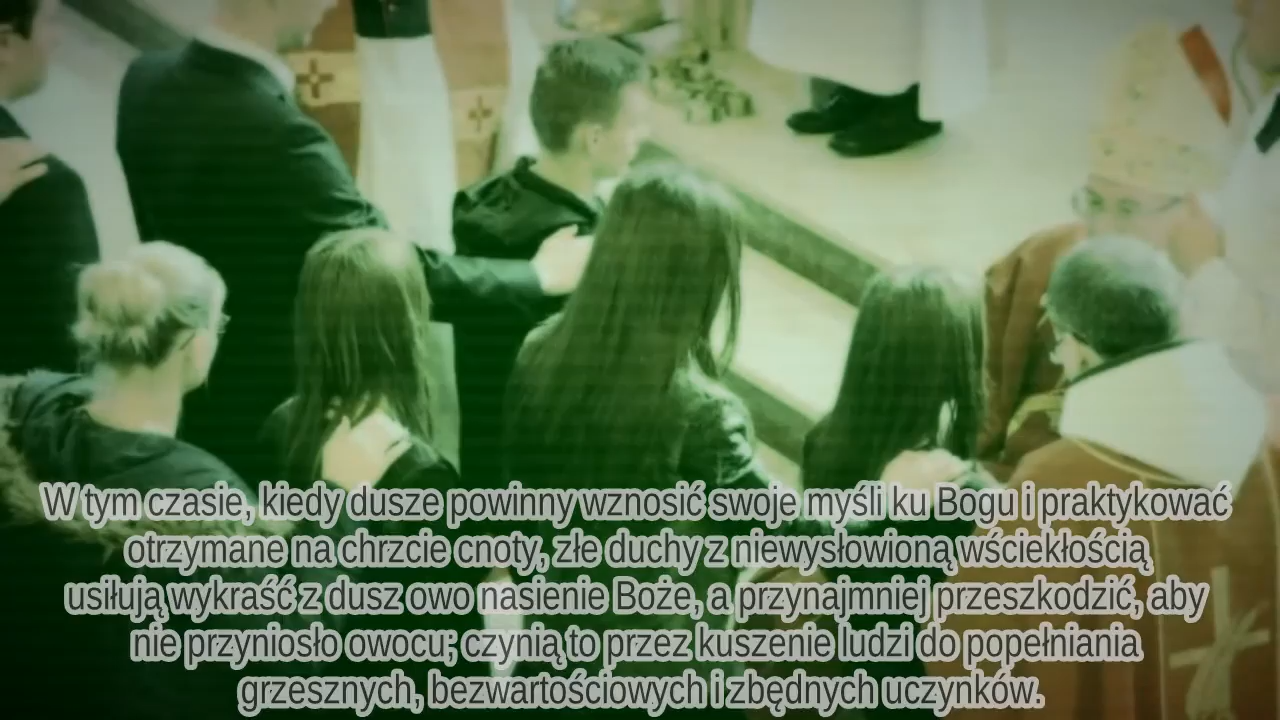 W tym czasie, kiedy dusze powinny wznosić swoje myśli ku Bogu i praktykować
otrzymane na chrzcie cnoty, złe duchy z niewysłowioną wściekłością
usiłują wykraść z dusz owo nasienie Boże, a przynajmniej przeszkodzić, aby
nie przyniosło owocu; czynią to przez kuszenie ludzi do popełniania
grzesznych, bezwartościowych i zbędnych uczynków.